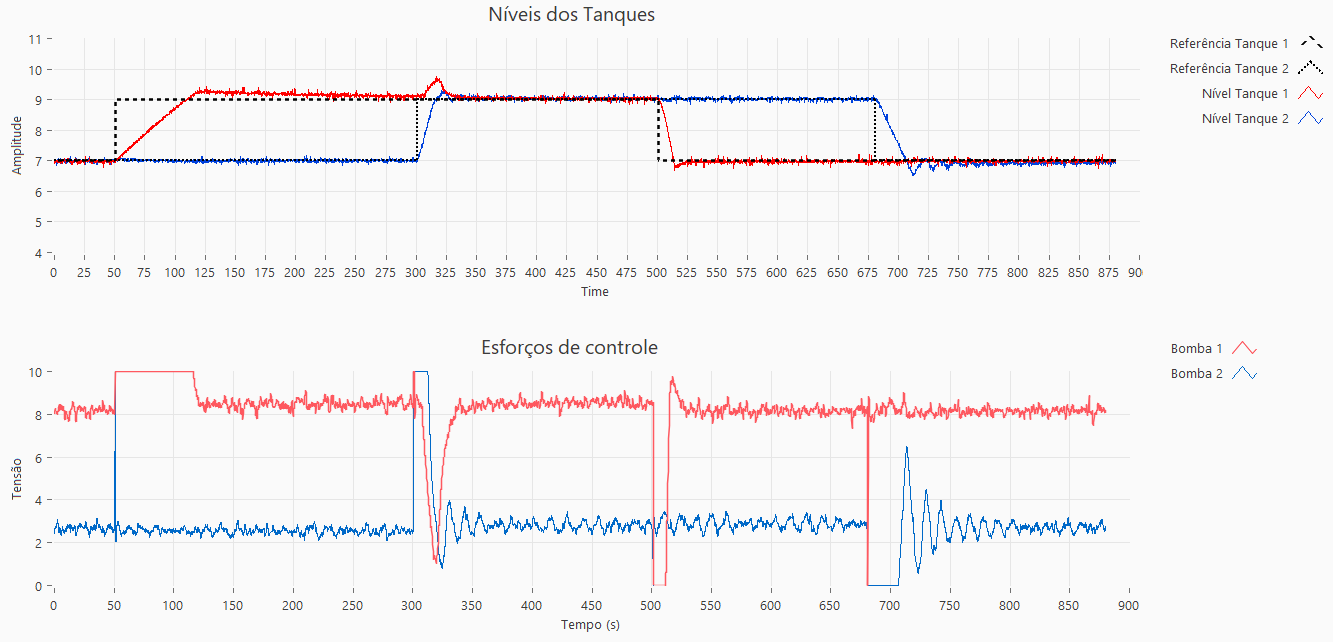 Níveis dos Tanques
11
10
9
8
7
6
5
4
Amplitude
0 25 50 75 100 125 150 175 200 225 250 275 300 325 350 375 400 425 450 475 500 525 550 575 600 625 650 675 700 725 750 775 800 825 850 875 90
Time
Referência Tanque 1
Referência Tanque 2
Nível Tanque 1
Nível Tanque 2
Esforços de controle
10
8
6
4
2
0
Tensão
0 50 100 150 200 250 300 350 400 450 500 550 600 650 700 750 800 850 900
Tempo (s)
Bomba 1
Bomba 2